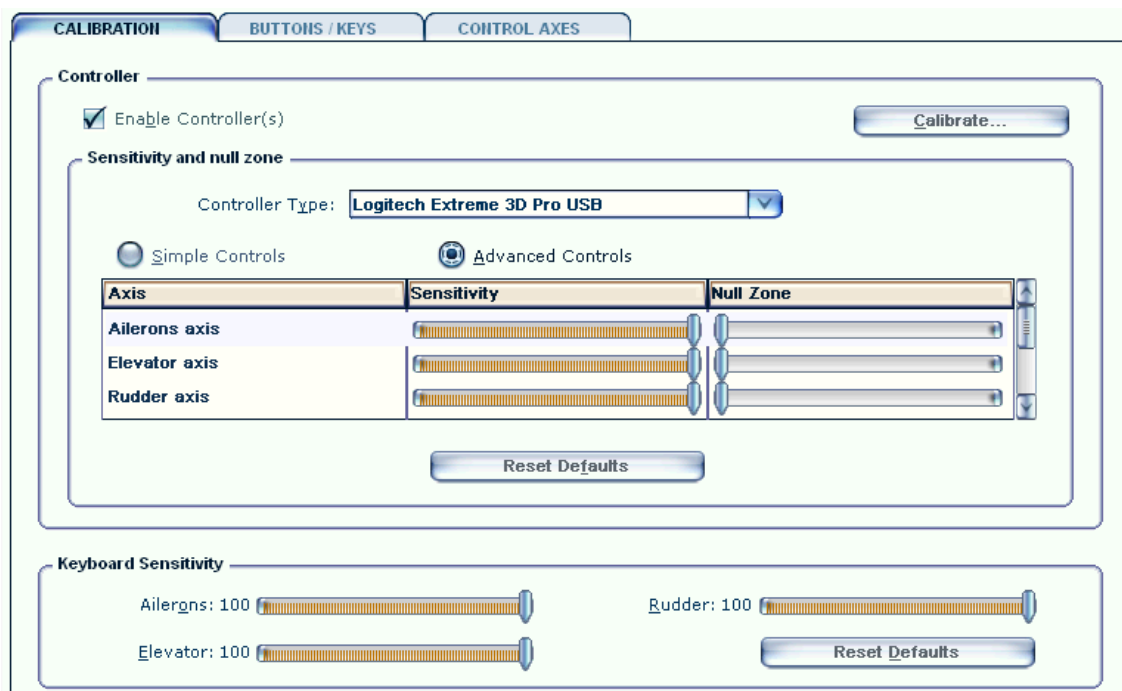 CALIBRATION BUTTONS / KEYS CONTROL AXES
Controller
Enable Controller(s) Calibrate...
Sensitivity and null zone
Controller Type: Logitech Extreme 3D Pro USB
Simple Controls Advanced Controls
Axis Sensitivity Null Zone
Ailerons axis
Elevator axis
Rudder axis
Reset Defaults
Keyboard Sensitivity
Ailerons: 100 Rudder: 100
Elevator: 100 Reset Defaults